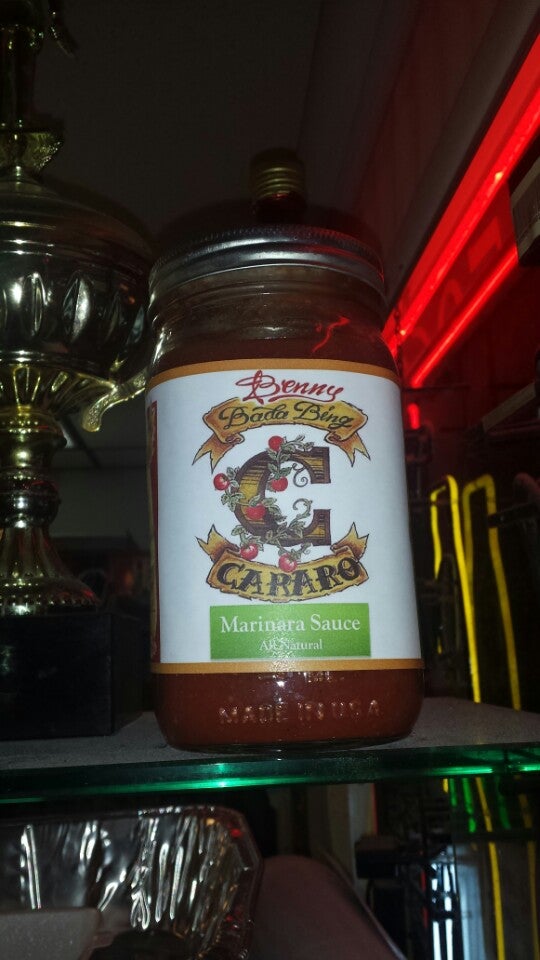 Benny
Bada Bing
C
CARARO
Marinara Sauce
All Natural
MADE IN USA